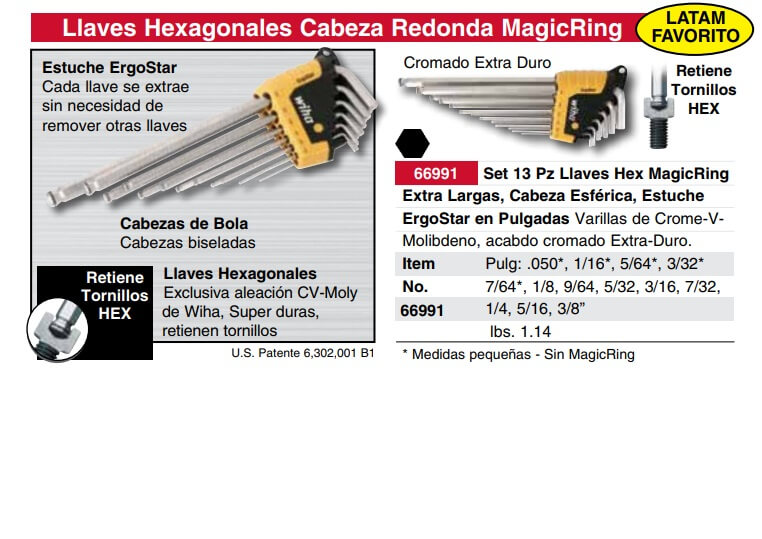 Llaves Hexagonales Cabeza Redonda MagicRing
LATAM
FAVORITO
Estuche ErgoStar
Cada llave se extrae
sin necesidad de
remover otras llaves
wiha
Cabezas de Bola
Cabezas biseladas
Retiene
Tornillos
HEX
Llaves Hexagonales
Exclusiva aleación CV-Moly
de Wiha, Super duras,
retienen tornillos
U.S. Patente 6,302,001 B1
Cromado Extra Duro
wiha
Retiene
Tornillos
HEX
66991 Set 13 Pz Llaves Hex MagicRing
Extra Largas, Cabeza Esférica, Estuche
ErgoStar en Pulgadas Varillas de Crome-V-
Molibdeno, acabdo cromado Extra-Duro.
Item Pulg: .050*, 1/16*, 5/64*, 3/32*
No. 7/64*, 1/8, 9/64, 5/32, 3/16, 7/32,
66991 1/4, 5/16, 3/8”
lbs. 1.14
* Medidas pequeñas - Sin MagicRing